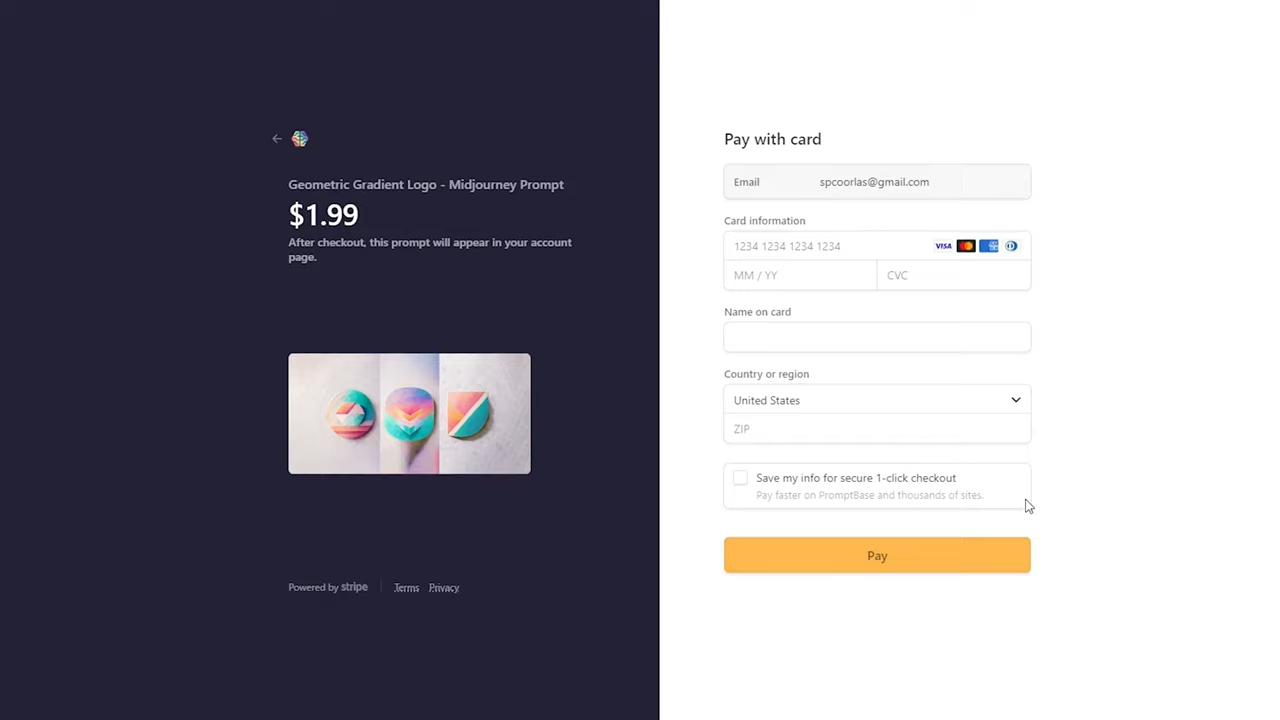 Geometric Gradient Logo - Midjourney Prompt
$1.99
After checkout, this prompt will appear in your account
page.
Powered by stripe
Terms Privacy
Pay with card
Email spcoorlas@gmail.com
Card information
1234 1234 1234 1234 VISA
MM / YY CVC
Name on card
Country or region
United States
ZIP
Save my info for secure 1-click checkout
Pay faster on PromptBase and thousands of sites.
Pay